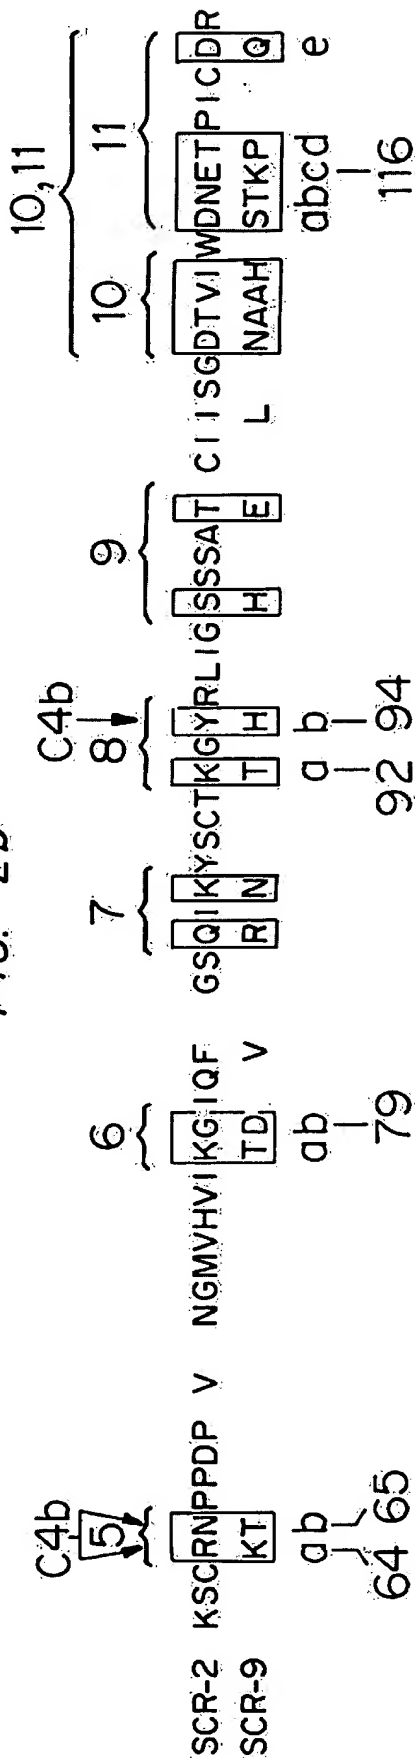 FIG. 2B
10, 11
C4b C4b 10 11
5 6 7 8 9
SCR-2 KSCRNPPDP V NGMVHVIKGIQF GSQIKYSCTKGYRLIGSSSAT CIISGDTVIWDNETPICDR
SCR-9 KT TD V R N T H H E L NAAH STKP Q
ab ab a b abcd e
64 65 79 92 94 116